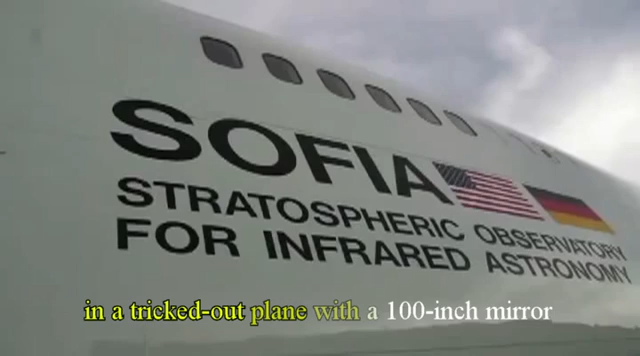 SOFIA
STRATOSPHERIC OBSERVATORY
FOR INFRARED ASTRONOMY
in a tricked-out plane with a 100-inch mirror